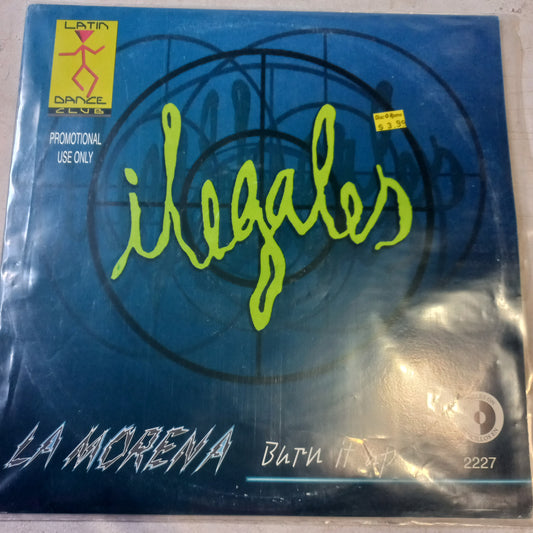 LATIN
DANCE
CLUB
PROMOTIONAL
USE ONLY
$ 3.99
ilegales
LA MORENA Burn it up
2227